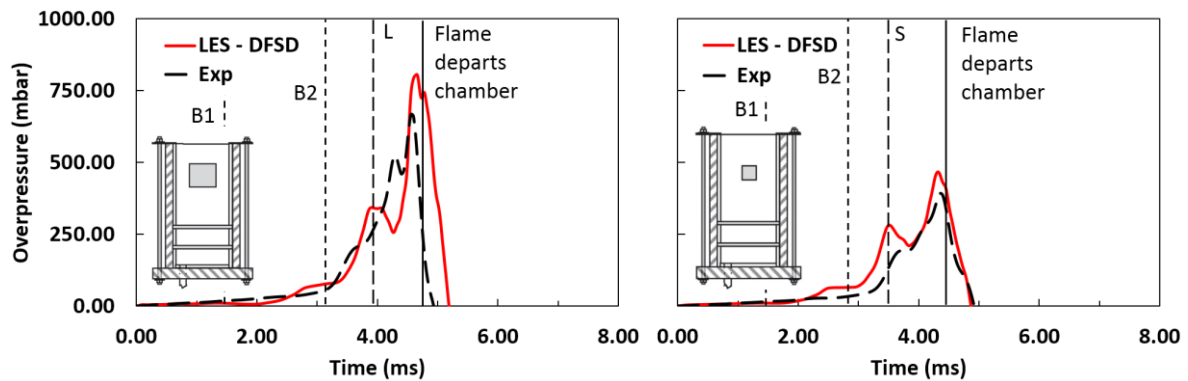 1000.00
750.00
500.00
250.00
0.00
Overpressure (mbar)
LES - DFSD
Exp
B1
B2
L
Flame
departs
chamber
0.00 2.00 4.00 6.00 8.00
Time (ms)
LES - DFSD
Exp
B1
B2
S
Flame
departs
chamber
0.00 2.00 4.00 6.00 8.00
Time (ms)